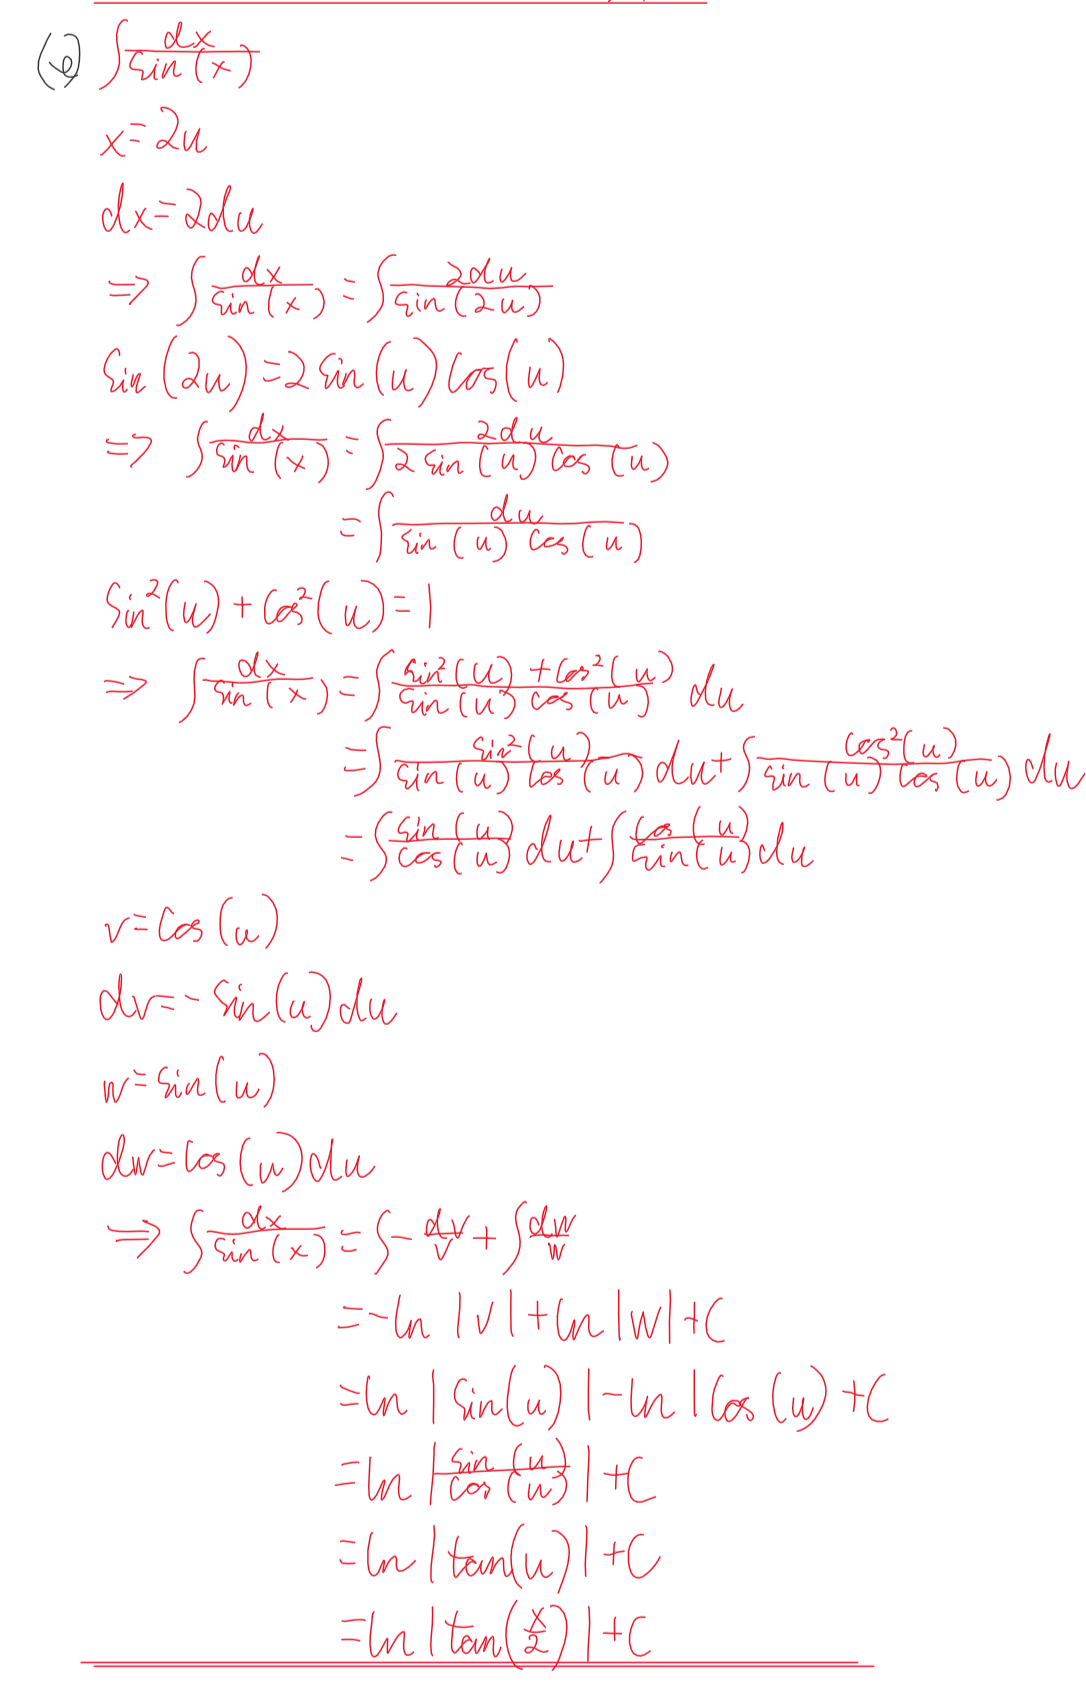 (6) ∫ dx/sin(x)
x=2u
dx=2du
=> ∫ dx/sin(x) = ∫ 2du/sin(2u)
sin(2u)=2sin(u)cos(u)
=> ∫ dx/sin(x) = ∫ 2du/2sin(u)cos(u)
= ∫ du/sin(u)cos(u)
sin²(u)+cos²(u)=1
=> ∫ dx/sin(x) = ∫ sin²(u)+cos²(u)/sin(u)cos(u) du
= ∫ sin²(u)/sin(u)cos(u) du+ ∫ cos²(u)/sin(u)cos(u) du
= ∫ sin(u)/cos(u) du+ ∫ cos(u)/sin(u) du
v=cos(u)
dv=-sin(u)du
w=sin(u)
dw=cos(u)du
=> ∫ dx/sin(x) = ∫ - dv/v + ∫ dw/w
=-ln|v|+ln|w|+C
=ln|sin(u)|-ln|cos(u)+C
=ln|sin(u)/cos(u)|+C
=ln|tan(u)|+C
=ln|tan(x/2)|+C